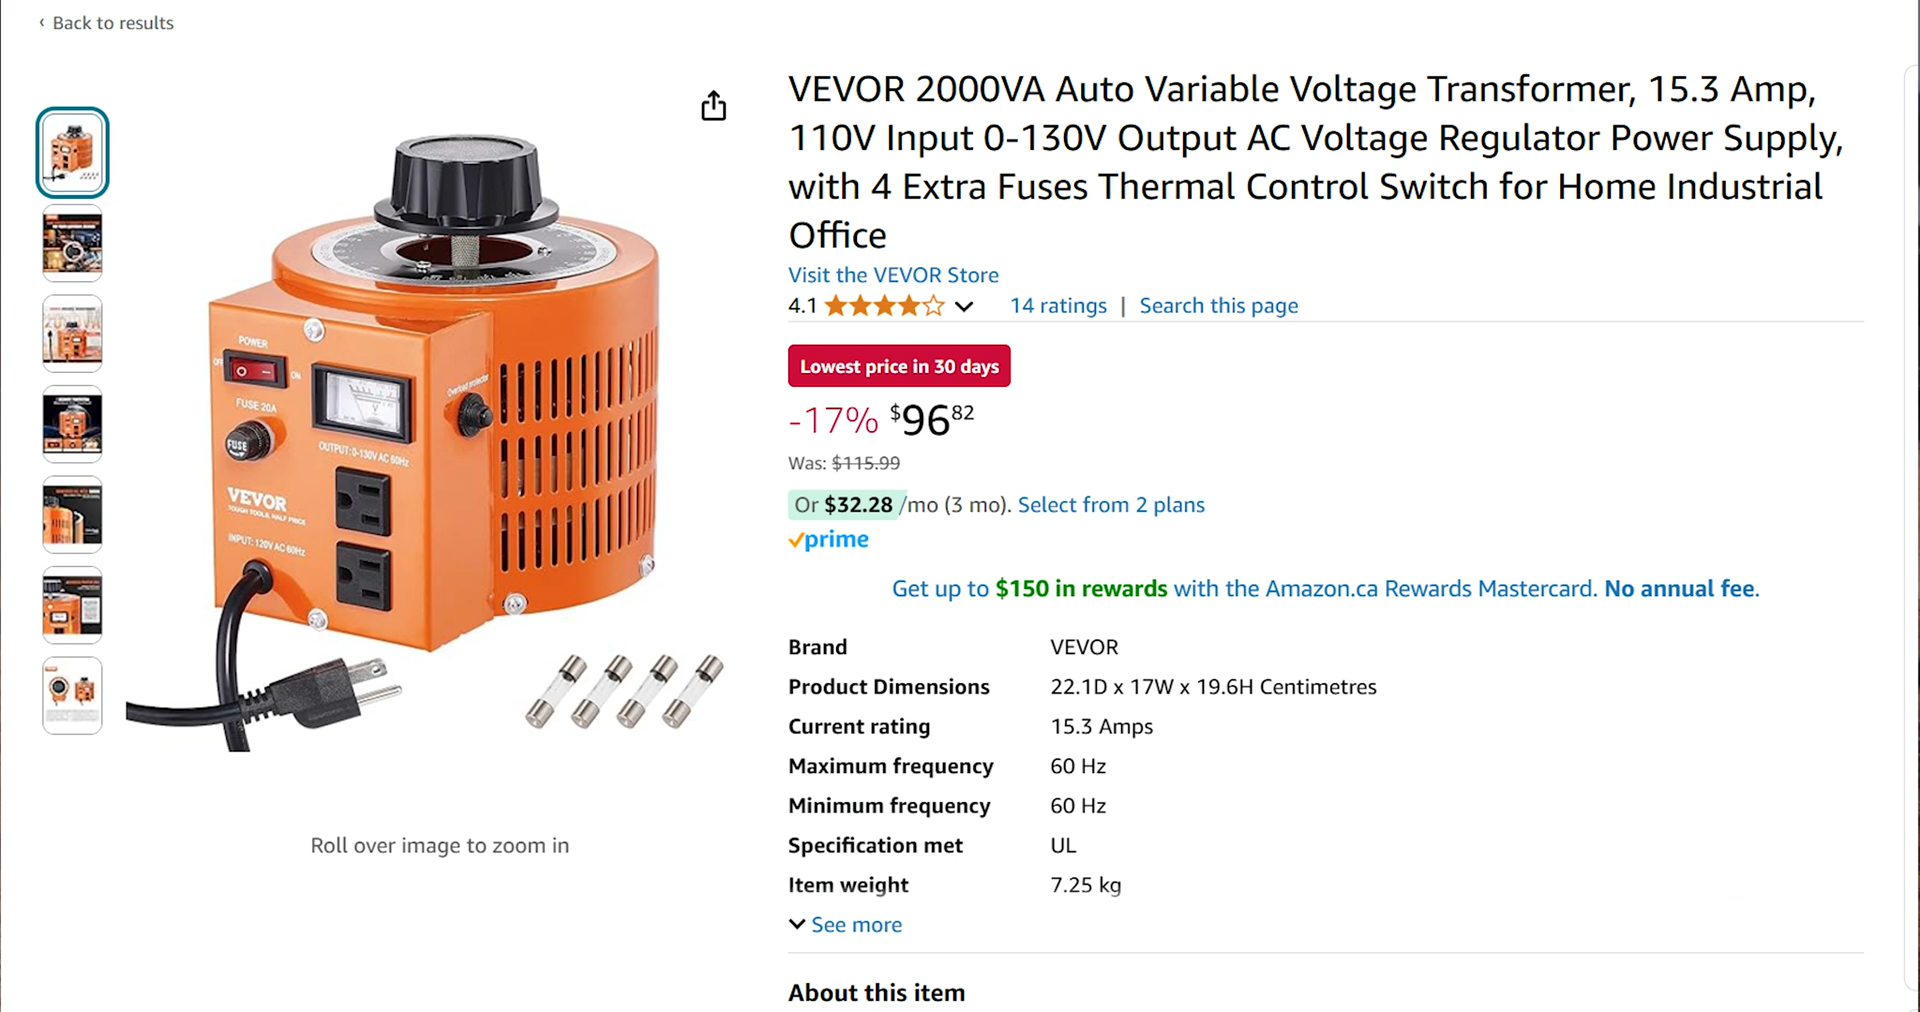 ‹ Back to results
VEVOR 2000VA Auto Variable Voltage Transformer, 15.3 Amp,
110V Input 0-130V Output AC Voltage Regulator Power Supply,
with 4 Extra Fuses Thermal Control Switch for Home Industrial
Office
Visit the VEVOR Store
4.1 14 ratings | Search this page
Lowest price in 30 days
-17% $96 82
Was: $115.99
Or $32.28 /mo (3 mo). Select from 2 plans
prime
Get up to $150 in rewards with the Amazon.ca Rewards Mastercard. No annual fee.
Brand VEVOR
Product Dimensions 22.1D x 17W x 19.6H Centimetres
Current rating 15.3 Amps
Maximum frequency 60 Hz
Minimum frequency 60 Hz
Specification met UL
Item weight 7.25 kg
See more
About this item
POWER
OFF
ON
FUSE 20A
FUSE
Overload protector
V
OUTPUT:0-130V AC 60Hz
VEVOR
TOUGH TOOLS, HALF PRICE
INPUT: 120V AC 60Hz
Roll over image to zoom in